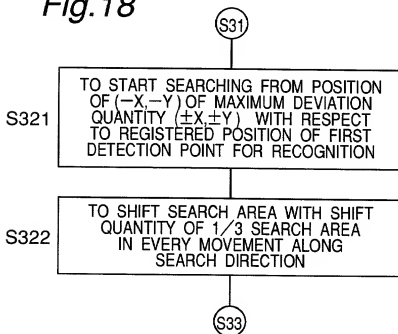 Fig.18
S31
S321
TO START SEARCHING FROM POSITION
OF (−X,−Y) OF MAXIMUM DEVIATION
QUANTITY (±X,±Y) WITH RESPECT
TO REGISTERED POSITION OF FIRST
DETECTION POINT FOR RECOGNITION
S322
TO SHIFT SEARCH AREA WITH SHIFT
QUANTITY OF 1/3 SEARCH AREA
IN EVERY MOVEMENT ALONG
SEARCH DIRECTION
S33